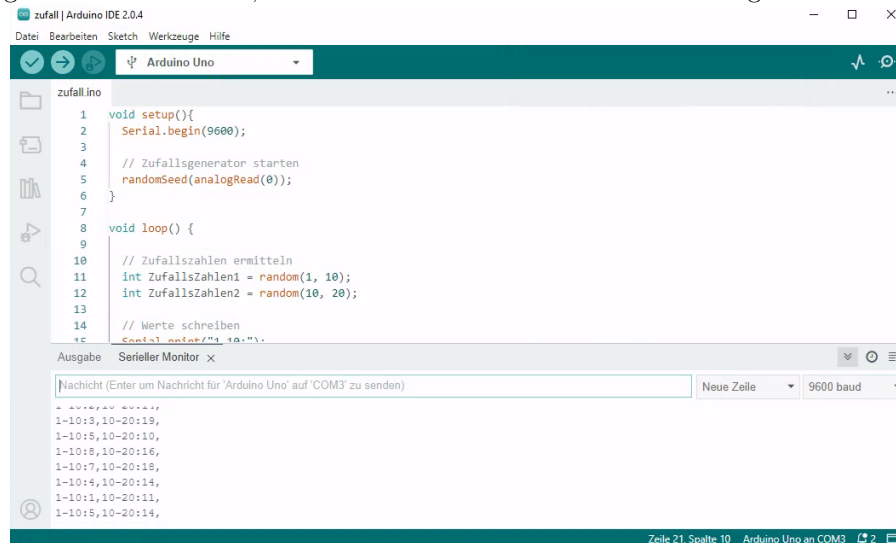 zufall | Arduino IDE 2.0.4
Datei Bearbeiten Sketch Werkzeuge Hilfe
Arduino Uno
zufall.ino
1 void setup(){
2 Serial.begin(9600);
3
4 // Zufallsgenerator starten
5 randomSeed(analogRead(0));
6 }
7
8 void loop() {
9
10 // Zufallszahlen ermitteln
11 int ZufallsZahlen1 = random(1, 10);
12 int ZufallsZahlen2 = random(10, 20);
13
14 // Werte schreiben
15 Serial.print("1-10:");
Ausgabe Serieller Monitor
Nachicht (Enter um Nachricht für 'Arduino Uno' auf 'COM3' zu senden)
Neue Zeile 9600 baud
1-10:3,10-20:19,
1-10:5,10-20:10,
1-10:8,10-20:16,
1-10:7,10-20:18,
1-10:4,10-20:14,
1-10:1,10-20:11,
1-10:5,10-20:14,
Zeile 21, Spalte 10 Arduino Uno an COM3 2